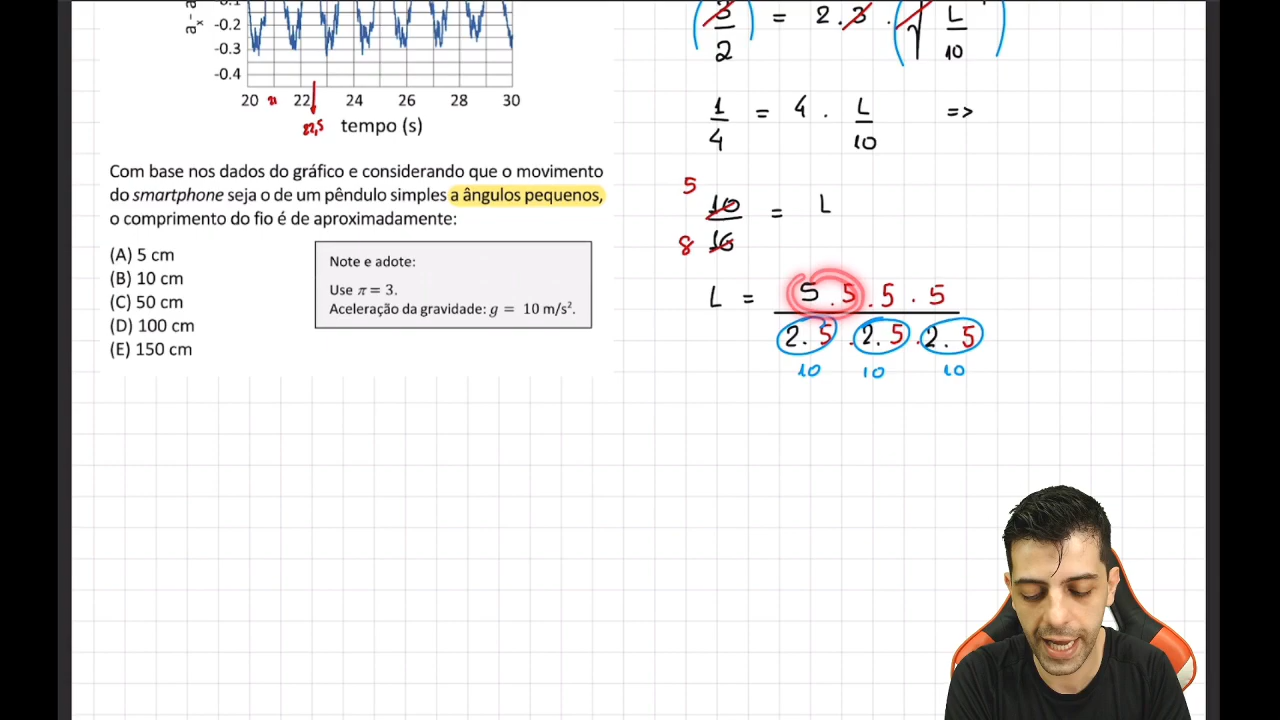 -0.2
-0.3
-0.4
20 21 22 24 26 28 30
22,5
tempo (s)
Com base nos dados do gráfico e considerando que o movimento
do smartphone seja o de um pêndulo simples a ângulos pequenos,
o comprimento do fio é de aproximadamente:
(A) 5 cm
(B) 10 cm
(C) 50 cm
(D) 100 cm
(E) 150 cm
Note e adote:
Use π = 3.
Aceleração da gravidade: g = 10 m/s².
(3/2) = 2.3.(√L/10)
1/4 = 4 . L/10 =>
5 10
8 16 = L
L = 5.5.5.5
2.5.2.5.2.5
10 10 10